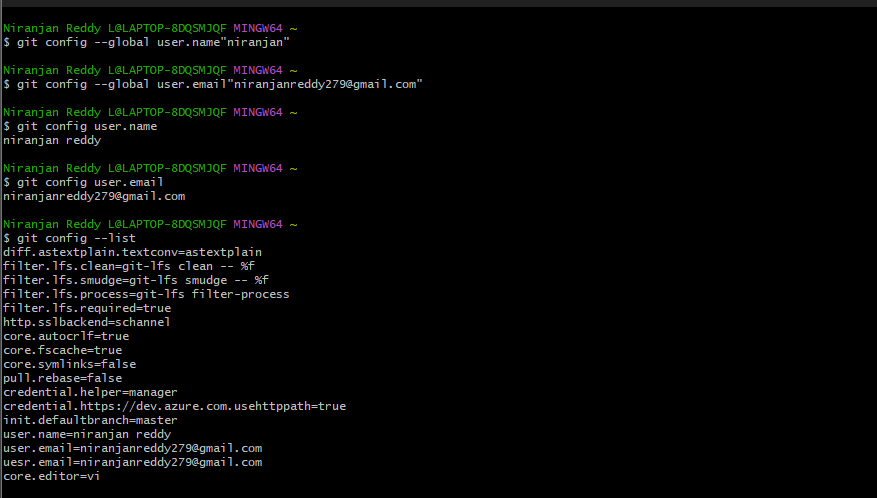 Niranjan Reddy L@LAPTOP-8DQSMJQF MINGW64 ~
$ git config --global user.name"niranjan"
Niranjan Reddy L@LAPTOP-8DQSMJQF MINGW64 ~
$ git config --global user.email"niranjanreddy279@gmail.com"
Niranjan Reddy L@LAPTOP-8DQSMJQF MINGW64 ~
$ git config user.name
niranjan reddy
Niranjan Reddy L@LAPTOP-8DQSMJQF MINGW64 ~
$ git config user.email
niranjanreddy279@gmail.com
Niranjan Reddy L@LAPTOP-8DQSMJQF MINGW64 ~
$ git config --list
diff.astextplain.textconv=astextplain
filter.lfs.clean=git-lfs clean -- %f
filter.lfs.smudge=git-lfs smudge -- %f
filter.lfs.process=git-lfs filter-process
filter.lfs.required=true
http.sslbackend=schannel
core.autocrlf=true
core.fscache=true
core.symlinks=false
pull.rebase=false
credential.helper=manager
credential.https://dev.azure.com.usehttppath=true
init.defaultbranch=master
user.name=niranjan reddy
user.email=niranjanreddy279@gmail.com
uesr.email=niranjanreddy279@gmail.com
core.editor=vi